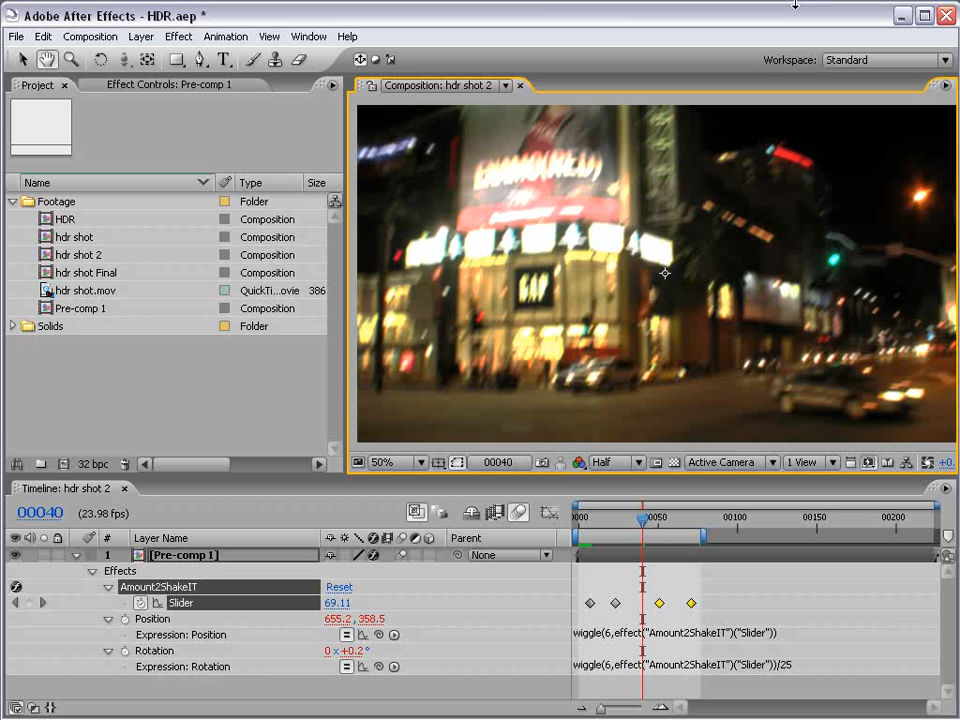 Adobe After Effects - HDR.aep *
File Edit Composition Layer Effect Animation View Window Help
Workspace: Standard
Project × Effect Controls: Pre-comp 1
Composition: hdr shot 2 ×
(RED)
GAP
Name Type Size
Footage Folder
HDR Composition
hdr shot Composition
hdr shot 2 Composition
hdr shot Final Composition
hdr shot.mov QuickTi...ovie 386
Pre-comp 1 Composition
Solids Folder
32 bpc
50% 00040 Half Active Camera 1 View +0.
Timeline: hdr shot 2 ×
00040 (23.98 fps)
0000 00050 00100 00150 00200
# Layer Name Parent
1 [Pre-comp 1] None
Effects
Amount2ShakeIT Reset
Slider 69.11
Position 655.2, 358.5
Expression: Position wiggle(6,effect("Amount2ShakeIT")("Slider"))
Rotation 0 x +0.2°
Expression: Rotation wiggle(6,effect("Amount2ShakeIT")("Slider"))/25